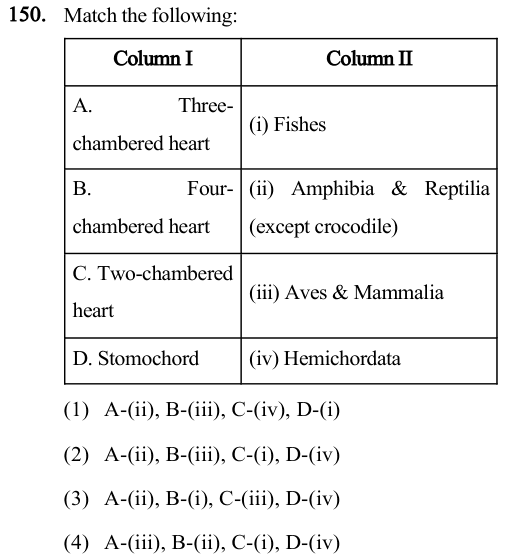 150. Match the following:
Column I Column II
A. Three-
chambered heart
(i) Fishes
B. Four-
chambered heart
(ii) Amphibia & Reptilia
(except crocodile)
C. Two-chambered
heart
(iii) Aves & Mammalia
D. Stomochord
(iv) Hemichordata
(1) A-(ii), B-(iii), C-(iv), D-(i)
(2) A-(ii), B-(iii), C-(i), D-(iv)
(3) A-(ii), B-(i), C-(iii), D-(iv)
(4) A-(iii), B-(ii), C-(i), D-(iv)